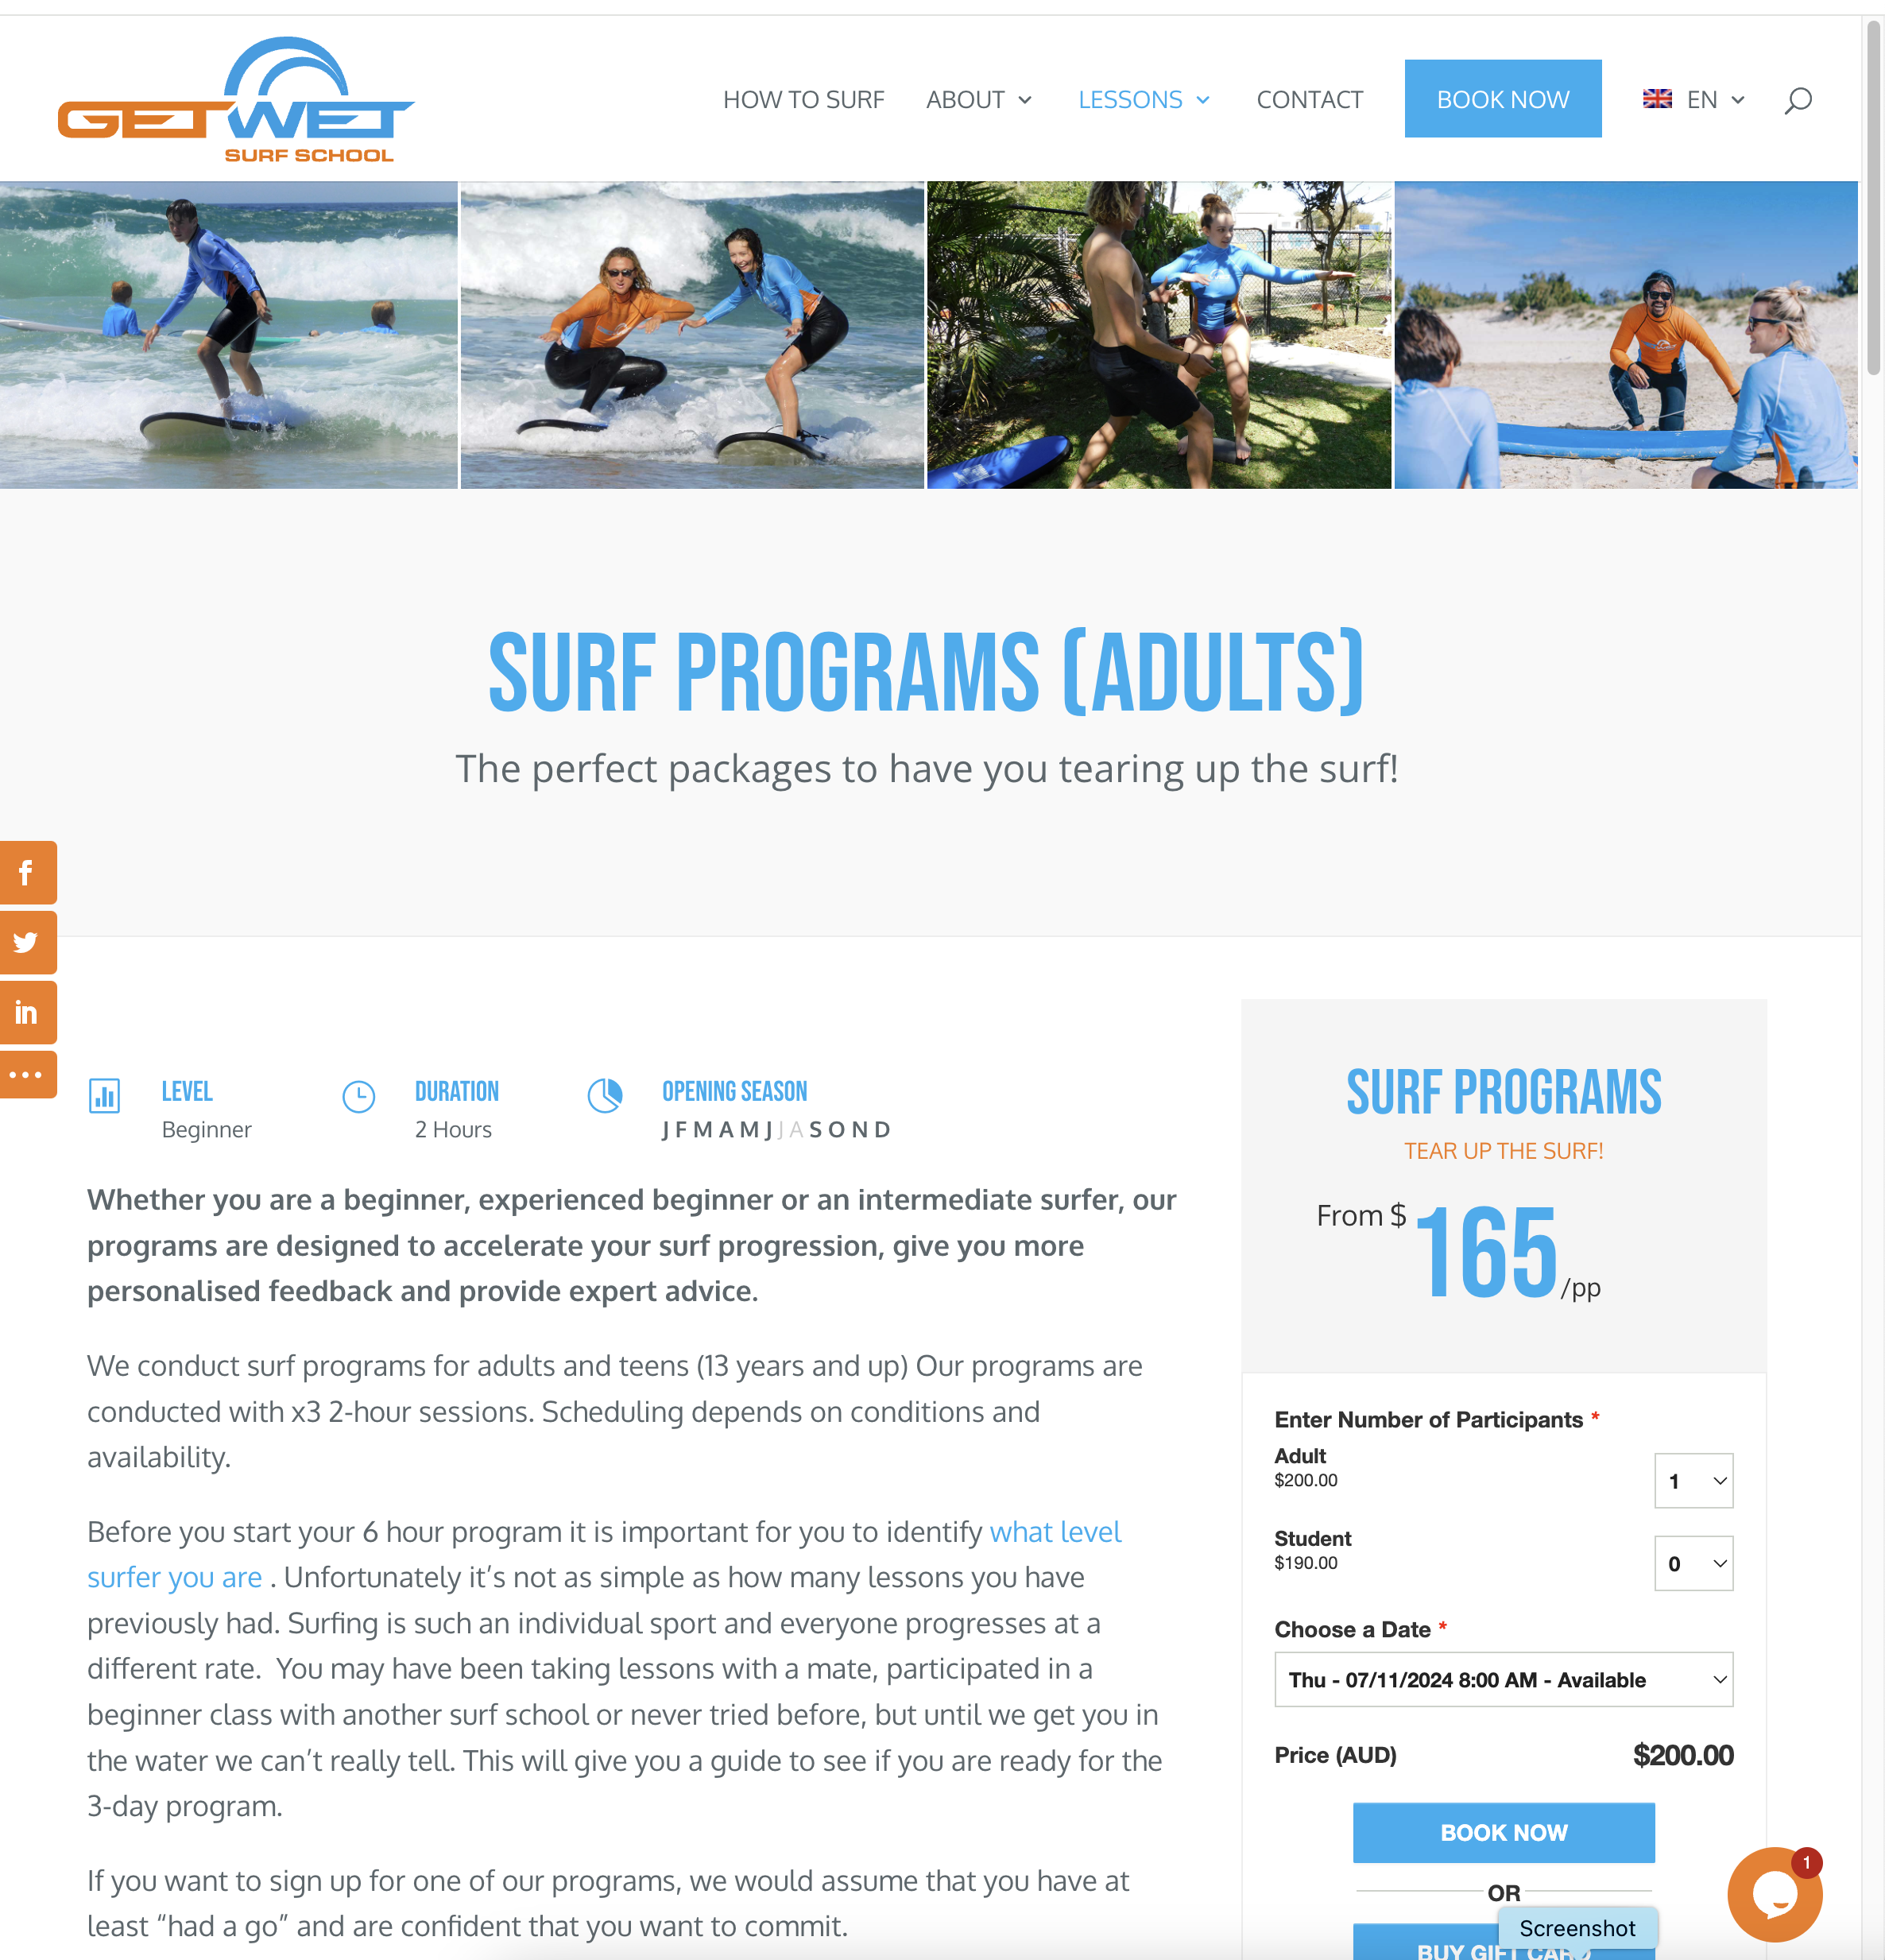 GETWET
SURF SCHOOL
HOW TO SURF
ABOUT
LESSONS
CONTACT
BOOK NOW
EN
SURF PROGRAMS (ADULTS)
The perfect packages to have you tearing up the surf!
LEVEL
Beginner
DURATION
2 Hours
OPENING SEASON
J F M A M J J A S O N D
Whether you are a beginner, experienced beginner or an intermediate surfer, our
programs are designed to accelerate your surf progression, give you more
personalised feedback and provide expert advice.
We conduct surf programs for adults and teens (13 years and up) Our programs are
conducted with x3 2-hour sessions. Scheduling depends on conditions and
availability.
Before you start your 6 hour program it is important for you to identify what level
surfer you are . Unfortunately it’s not as simple as how many lessons you have
previously had. Surfing is such an individual sport and everyone progresses at a
different rate.  You may have been taking lessons with a mate, participated in a
beginner class with another surf school or never tried before, but until we get you in
the water we can’t really tell. This will give you a guide to see if you are ready for the
3-day program.
If you want to sign up for one of our programs, we would assume that you have at
least “had a go” and are confident that you want to commit.
SURF PROGRAMS
TEAR UP THE SURF!
From $ 165 /pp
Enter Number of Participants *
Adult
$200.00
1
Student
$190.00
0
Choose a Date *
Thu - 07/11/2024 8:00 AM - Available
Price (AUD) $200.00
BOOK NOW
OR
Screenshot
BUY GIFT CARD
1